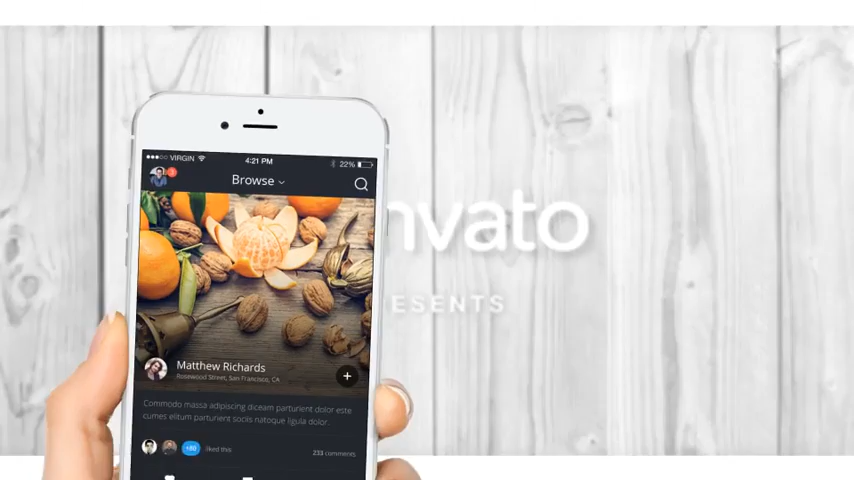 VIRGIN 4:21 PM 22%
3
Browse
nvato
ESENTS
Matthew Richards
Rosewood Street, San Francisco, CA
+
Commodo massa adipiscing diceam parturient dolor este
cumes elitum parturient sociis natoque ligula dolor.
+80 liked this 233 comments